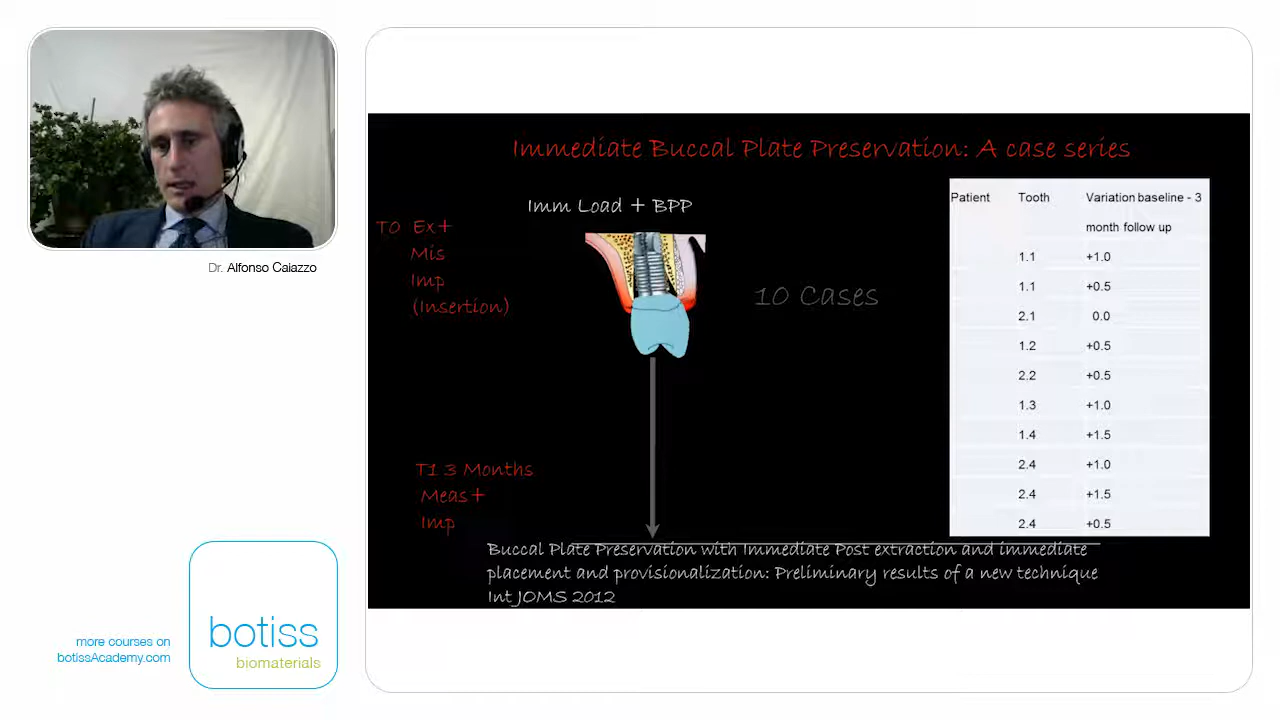 Dr. Alfonso Caiazzo
more courses on
botissAcademy.com
botiss
biomaterials
Immediate Buccal Plate Preservation: A case series
Imm Load + BPP
T0 Ex+
Mis
Imp
(Insertion)
10 Cases
T1 3 Months
Meas+
Imp
Patient Tooth Variation baseline - 3
month follow up
1.1 +1.0
1.1 +0.5
2.1 0.0
1.2 +0.5
2.2 +0.5
1.3 +1.0
1.4 +1.5
2.4 +1.0
2.4 +1.5
2.4 +0.5
Buccal Plate Preservation with Immediate Post extraction and immediate
placement and provisionalization: Preliminary results of a new technique
Int JOMS 2012